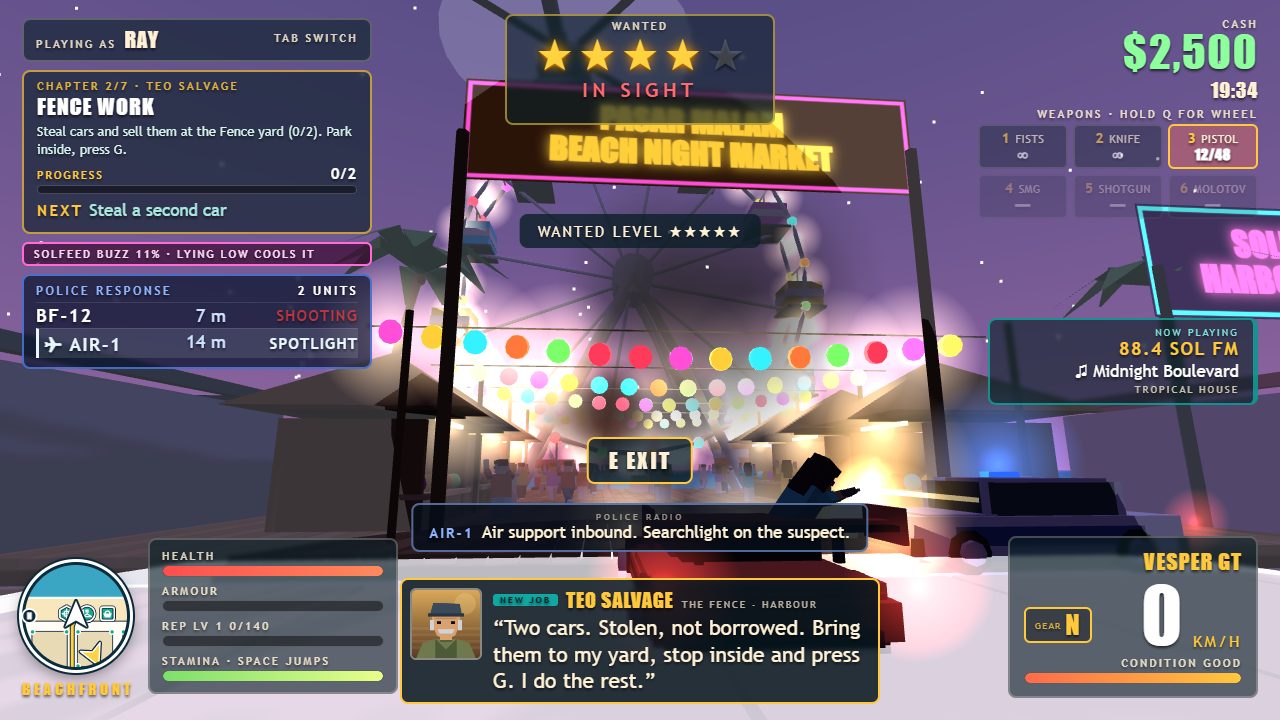 PLAYING AS RAY
TAB SWITCH
CHAPTER 2/7 · TEO SALVAGE
FENCE WORK
Steal cars and sell them at the Fence yard (0/2). Park
inside, press G.
PROGRESS 0/2
NEXT Steal a second car
SOLFEED BUZZ 11% · LYING LOW COOLS IT
POLICE RESPONSE 2 UNITS
BF-12 7 m SHOOTING
AIR-1 14 m SPOTLIGHT
WANTED
IN SIGHT
PASAR MALAM
BEACH NIGHT MARKET
WANTED LEVEL ★★★★★
CASH
$2,500
19:34
WEAPONS · HOLD Q FOR WHEEL
1 FISTS
∞
2 KNIFE
∞
3 PISTOL
12/48
4 SMG
—
5 SHOTGUN
—
6 MOLOTOV
—
NOW PLAYING
88.4 SOL FM
♫ Midnight Boulevard
TROPICAL HOUSE
E EXIT
POLICE RADIO
AIR-1 Air support inbound. Searchlight on the suspect.
NEW JOB TEO SALVAGE THE FENCE · HARBOUR
“Two cars. Stolen, not borrowed. Bring
them to my yard, stop inside and press
G. I do the rest.”
BEACHFRONT
HEALTH
ARMOUR
REP LV 1 0/140
STAMINA · SPACE JUMPS
VESPER GT
GEAR N
0 KM/H
CONDITION GOOD